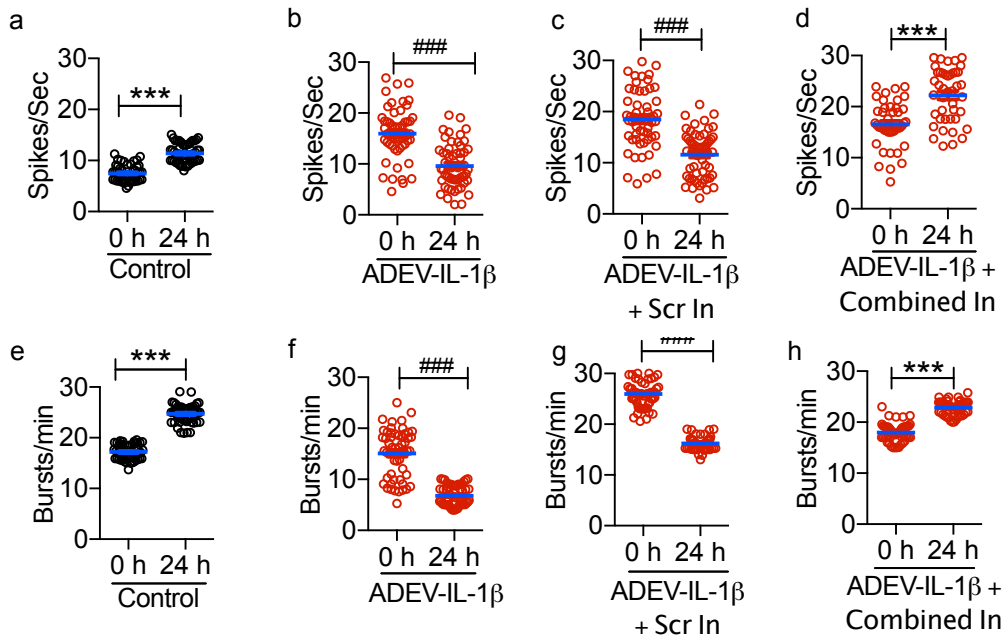 a
***
Spikes/Sec
30
20
10
0
0 h 24 h
Control
b
###
Spikes/Sec
30
20
10
0
0 h 24 h
ADEV-IL-1β
c
###
Spikes/Sec
30
20
10
0
0 h 24 h
ADEV-IL-1β
+ Scr In
d
***
Spikes/Sec
30
20
10
0
0 h 24 h
ADEV-IL-1β +
Combined In
e
***
Bursts/min
30
20
10
0
0 h 24 h
Control
f
###
Bursts/min
30
20
10
0
0 h 24 h
ADEV-IL-1β
g
###
Bursts/min
30
20
10
0
0 h 24 h
ADEV-IL-1β
+ Scr In
h
***
Bursts/min
30
20
10
0
0 h 24 h
ADEV-IL-1β +
Combined In